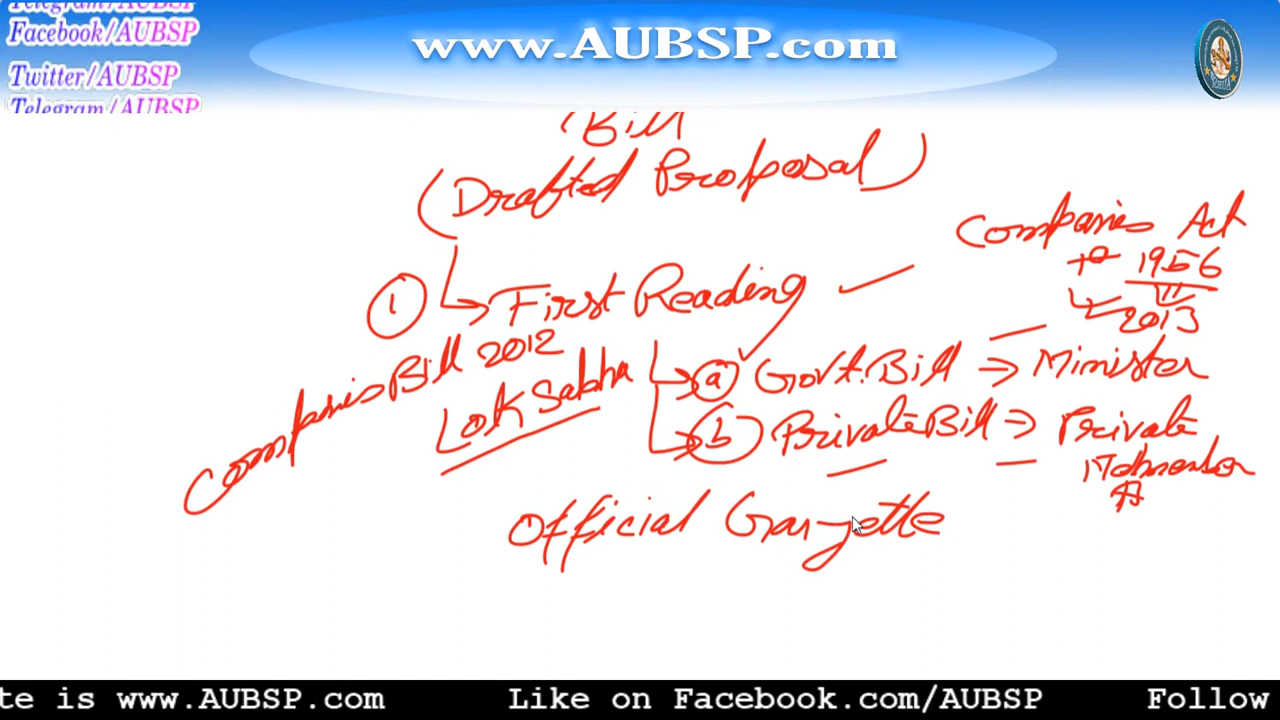 Telegram/AUBSP
Facebook/AUBSP
Twitter/AUBSP
Telegram/AUBSP
www.AUBSP.com
Bill
(Drafted Proposal)
Companies Act
1956
2013
1 First Reading
Companies Bill 2012
Lok Sabha
a Govt. Bill ⇒ Minister
b Private Bill ⇒ Private
Official Gazette
te is www.AUBSP.com Like on Facebook.com/AUBSP Follow